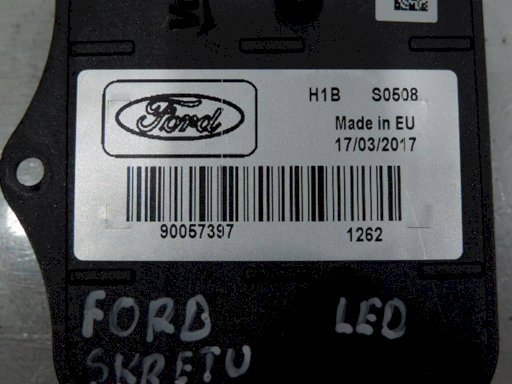 Ford
H1B S0508
Made in EU
17/03/2017
90057397 1262
FORD LED
SKRETU